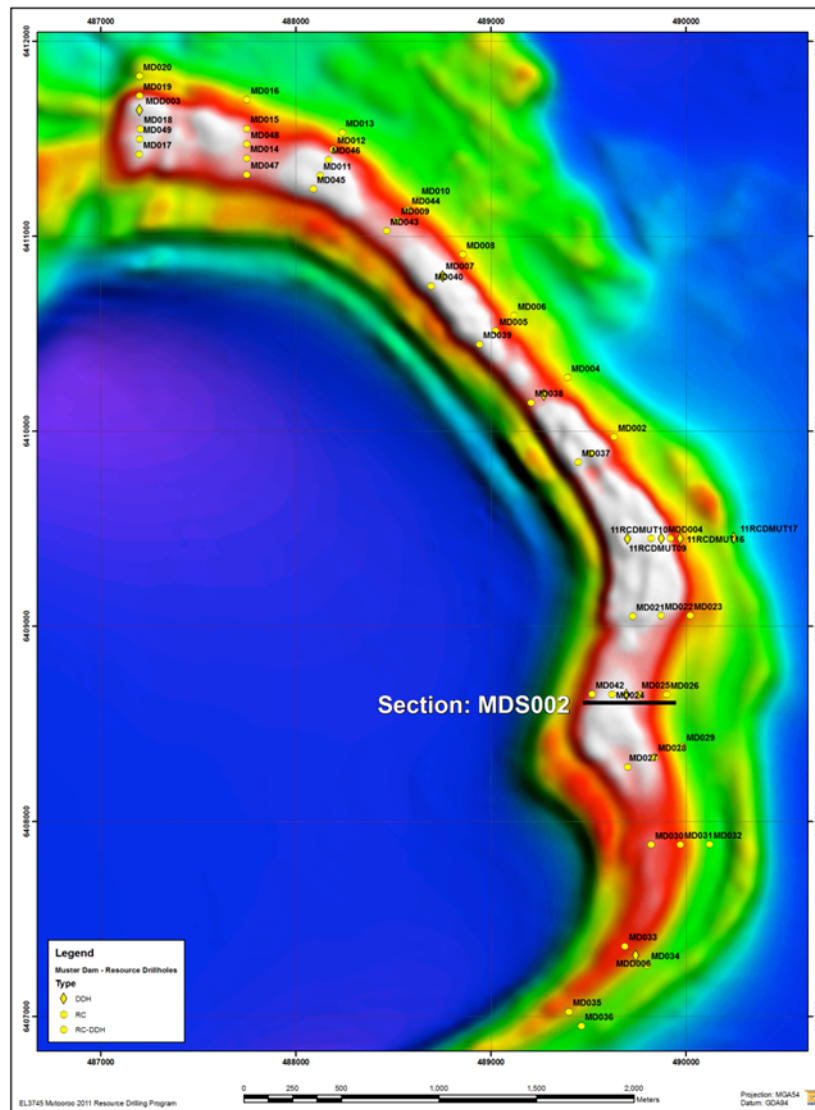 487000 488000 489000 490000
6412000
MD020
MD019
MD016
MDD003
MD018
MD015
MD013
MD049
MD048
MD012
MD017
MD014
MD046
MD047
MD011
MD045
MD010
MD044
MD009
MD043
6411000
MD008
MD007
MD040
MD006
MD005
MD039
MD004
MD038
6410000
MD002
MD037
11RCDMUT10 MDD004 11RCDMUT17
11RCDMUT09 11RCDMUT16
MD021 MD022 MD023
6409000
MD042 MD025 MD026
MD024
Section: MDS002
MD029
MD028
MD027
6408000
MD030 MD031 MD032
MD033
MD034
MDD006
6407000
MD035
MD036
Legend
Muster Dam - Resource Drillholes
Type
DDH
RC
RC-DDH
487000 488000 489000 490000
0 250 500 1,000 1,500 2,000
Meters
EL3745 Mutooroo 2011 Resource Drilling Program
Projection: MGA54
Datum: GDA94